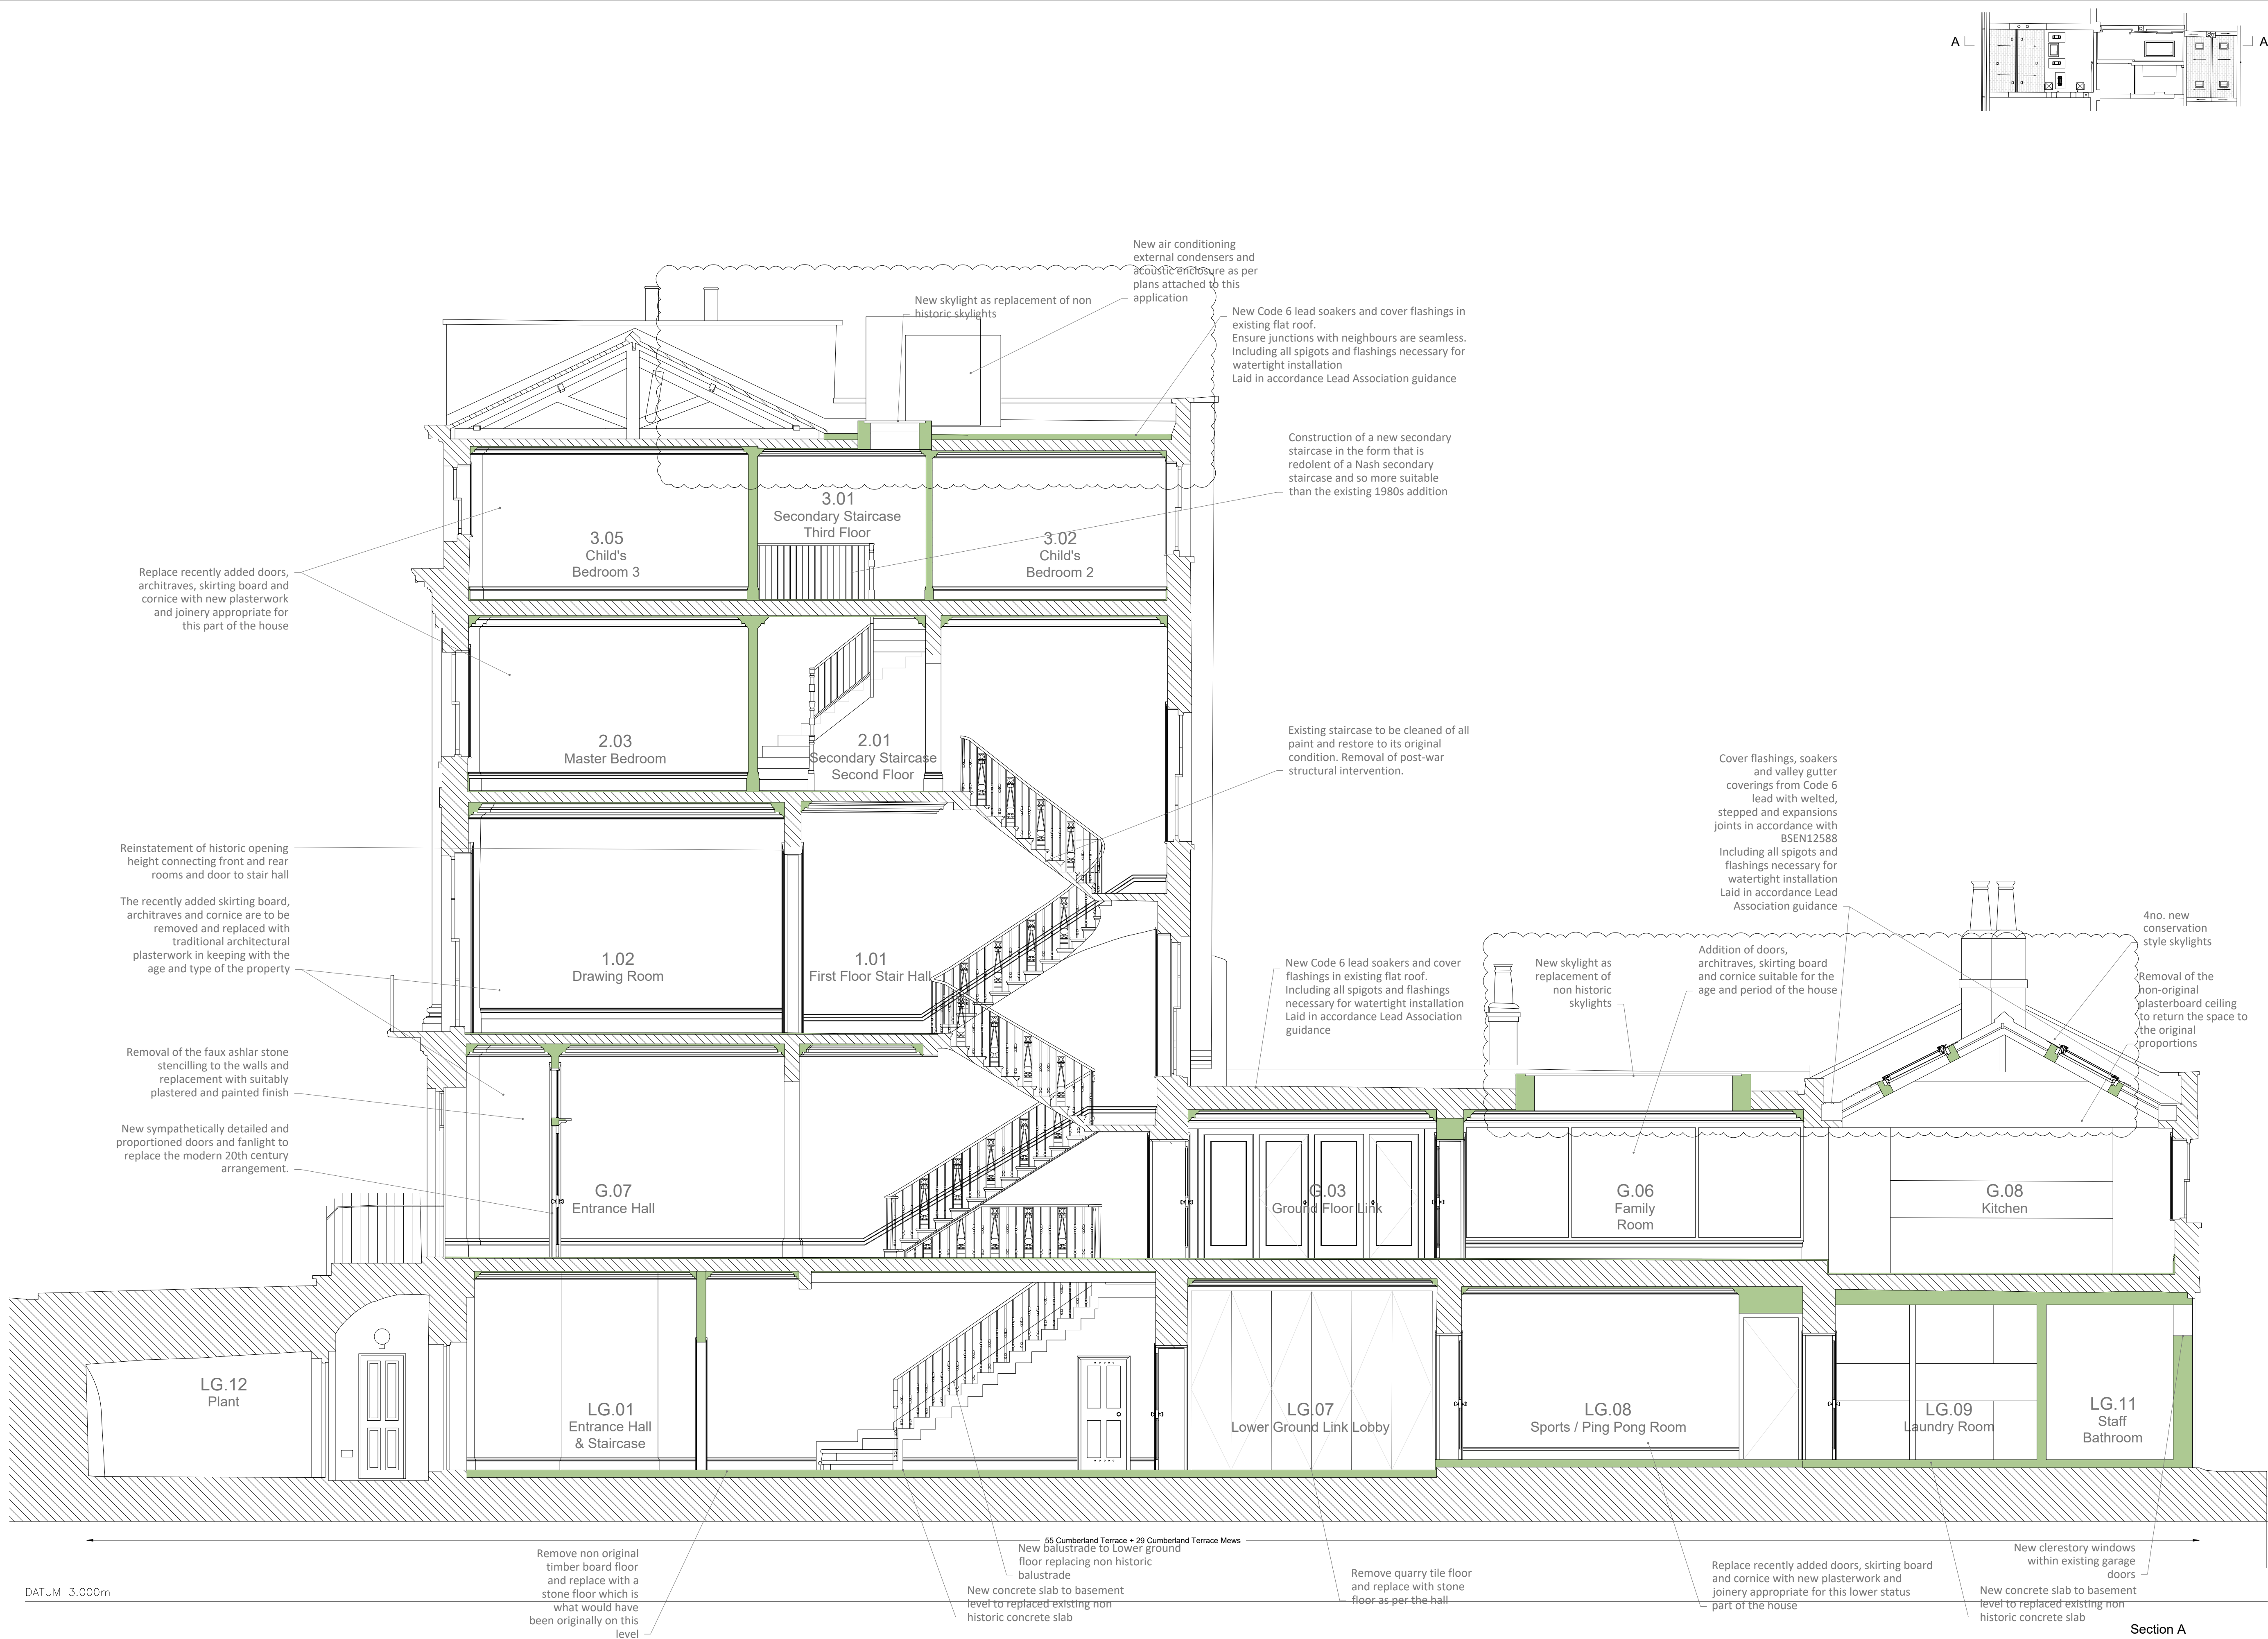 A
A
New air conditioning
external condensers and
acoustic enclosure as per
plans attached to this
application
New skylight as replacement of non
historic skylights
New Code 6 lead soakers and cover flashings in
existing flat roof.
Ensure junctions with neighbours are seamless.
Including all spigots and flashings necessary for
watertight installation
Laid in accordance Lead Association guidance
Construction of a new secondary
staircase in the form that is
redolent of a Nash secondary
staircase and so more suitable
than the existing 1980s addition
3.01
Secondary Staircase
Third Floor
3.05
Child's
Bedroom 3
3.02
Child's
Bedroom 2
Replace recently added doors,
architraves, skirting board and
cornice with new plasterwork
and joinery appropriate for
this part of the house
2.03
Master Bedroom
2.01
Secondary Staircase
Second Floor
Existing staircase to be cleaned of all
paint and restore to its original
condition. Removal of post-war
structural intervention.
Cover flashings, soakers
and valley gutter
coverings from Code 6
lead with welted,
stepped and expansions
joints in accordance with
BSEN12588
Including all spigots and
flashings necessary for
watertight installation
Laid in accordance Lead
Association guidance
Reinstatement of historic opening
height connecting front and rear
rooms and door to stair hall
The recently added skirting board,
architraves and cornice are to be
removed and replaced with
traditional architectural
plasterwork in keeping with the
age and type of the property
1.02
Drawing Room
1.01
First Floor Stair Hall
New Code 6 lead soakers and cover
flashings in existing flat roof.
Including all spigots and flashings
necessary for watertight installation
Laid in accordance Lead Association
guidance
New skylight as
replacement of
non historic
skylights
Addition of doors,
architraves, skirting board
and cornice suitable for the
age and period of the house
4no. new
conservation
style skylights
Removal of the
non-original
plasterboard ceiling
to return the space to
the original
proportions
Removal of the faux ashlar stone
stencilling to the walls and
replacement with suitably
plastered and painted finish
New sympathetically detailed and
proportioned doors and fanlight to
replace the modern 20th century
arrangement.
G.07
Entrance Hall
G.03
Ground Floor Link
G.06
Family
Room
G.08
Kitchen
LG.12
Plant
LG.01
Entrance Hall
& Staircase
LG.07
Lower Ground Link Lobby
LG.08
Sports / Ping Pong Room
LG.09
Laundry Room
LG.11
Staff
Bathroom
55 Cumberland Terrace + 29 Cumberland Terrace Mews
Remove non original
timber board floor
and replace with a
stone floor which is
what would have
been originally on this
level
New balustrade to Lower ground
floor replacing non historic
balustrade
New concrete slab to basement
level to replaced existing non
historic concrete slab
Remove quarry tile floor
and replace with stone
floor as per the hall
Replace recently added doors, skirting board
and cornice with new plasterwork and
joinery appropriate for this lower status
part of the house
New clerestory windows
within existing garage
doors
New concrete slab to basement
level to replaced existing non
historic concrete slab
DATUM 3.000m
Section A